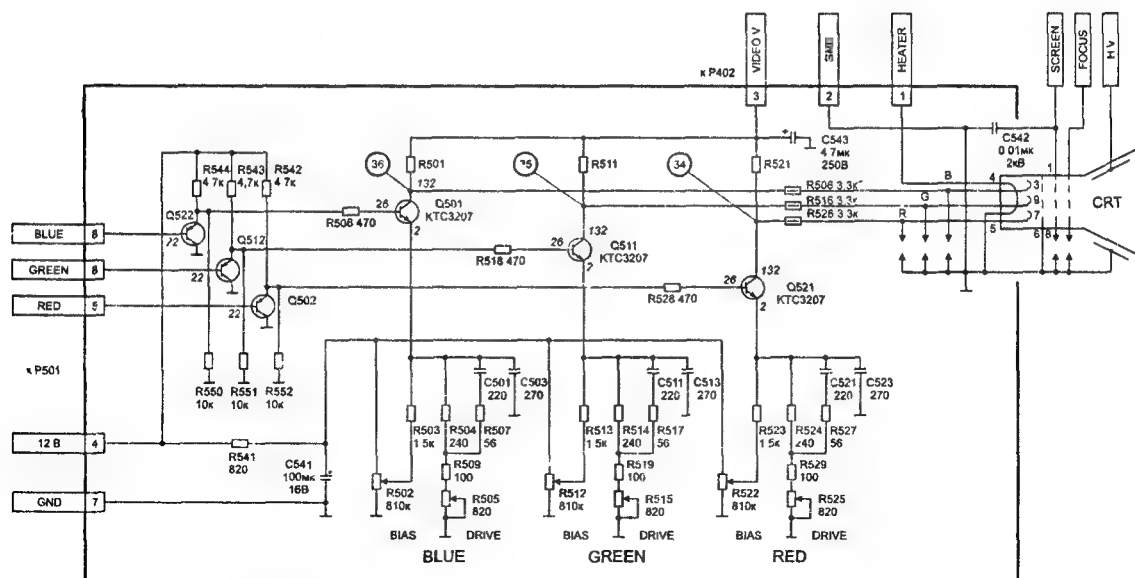 к P402
VIDEO V
3
2
HEATER
1
SCREEN
FOCUS
H V
C543
4.7мк
250В
C542
0.01мк
2кВ
R501
R511
R521
36
34
R544
4.7к
R543
4,7к
R542
4.7к
132
26
Q501
KTC3207
2
R506 470
R506 3.3к
R516 3.3к
R526 3.3к
B
G
R
1
4
3
9
7
5
6
8
CRT
BLUE
6
22
Q522
GREEN
8
22
Q512
RED
5
22
Q502
R518 470
132
26
Q511
KTC3207
2
R528 470
132
26
Q521
KTC3207
2
к P501
R550
10к
R551
10к
R552
10к
C501
220
C503
270
C511
220
C513
270
C521
220
C523
270
R503
1.5к
R504
240
R507
56
R513
1.5к
R514
240
R517
56
R523
1.5к
R524
240
R527
56
12 В
4
R541
820
C541
100мк
16В
GND
7
R509
100
R519
100
R529
100
R502
810к
R505
820
R512
810к
R515
820
R522
810к
R525
820
BIAS
DRIVE
BIAS
DRIVE
BIAS
DRIVE
BLUE
GREEN
RED